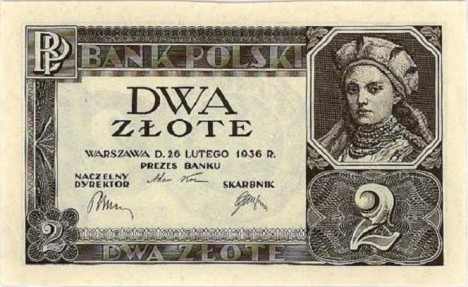 BP BANK POLSKI
DWA
ZŁOTE
WARSZAWA D. 26 LUTEGO 1936 R.
PREZES BANKU
NACZELNY
DYREKTOR
SKARBNIK
2
2
DWA ZŁOTE